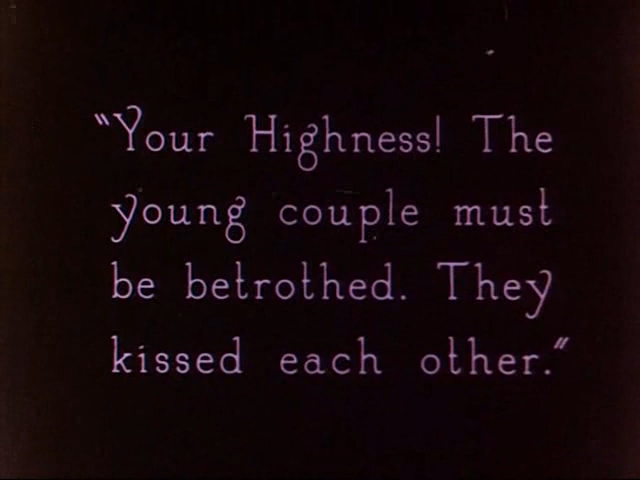 "Your Highness! The
young couple must
be betrothed. They
kissed each other."